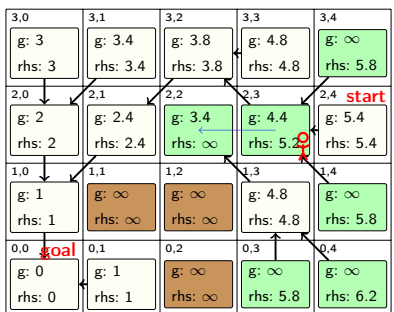 3,0 3,1 3,2 3,3 3,4
g: 3 g: 3.4 g: 3.8 g: 4.8 g: ∞
rhs: 3 rhs: 3.4 rhs: 3.8 rhs: 4.8 rhs: 5.8
2,0 2,1 2,2 2,3 2,4 start
g: 2 g: 2.4 g: 3.4 g: 4.4 g: 5.4
rhs: 2 rhs: 2.4 rhs: ∞ rhs: 5.2 rhs: 5.4
1,0 1,1 1,2 1,3 1,4
g: 1 g: ∞ g: ∞ g: 4.8 g: ∞
rhs: 1 rhs: ∞ rhs: ∞ rhs: 4.8 rhs: 5.8
0,0 goal 0,1 0,2 0,3 0,4
g: 0 g: 1 g: ∞ g: ∞ g: ∞
rhs: 0 rhs: 1 rhs: ∞ rhs: 5.8 rhs: 6.2